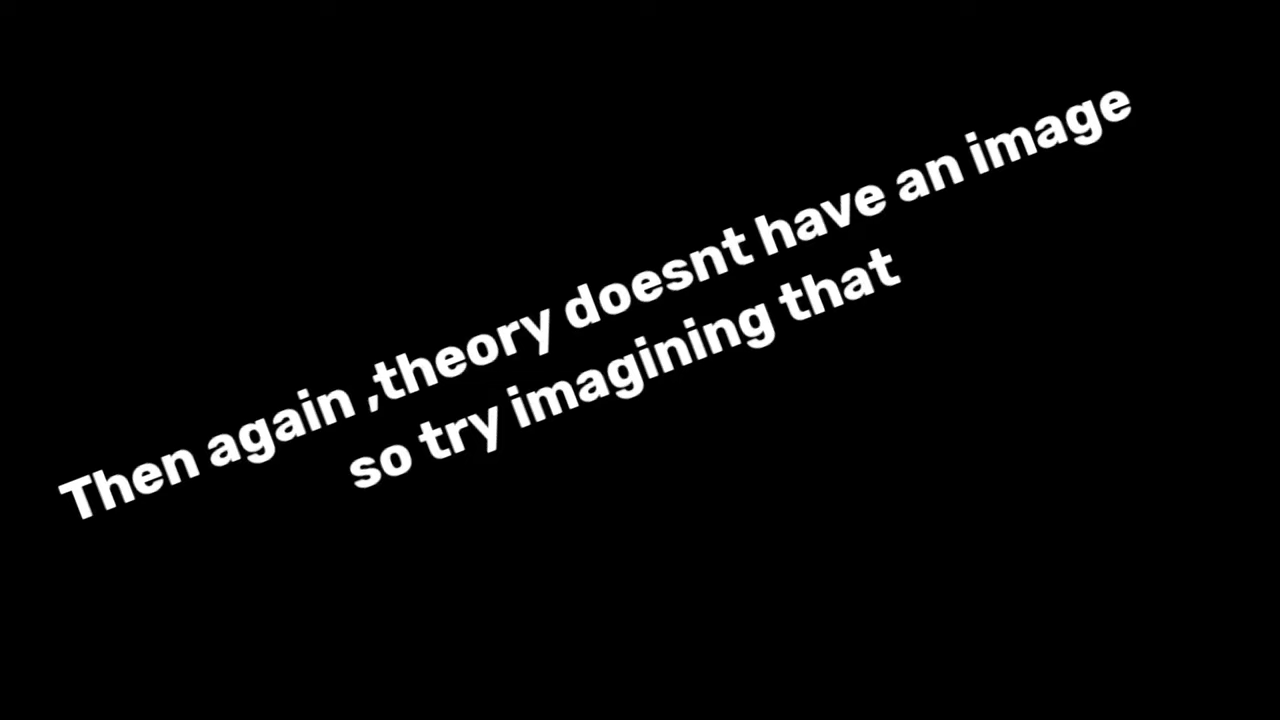 Then again ,theory doesnt have an image
so try imagining that